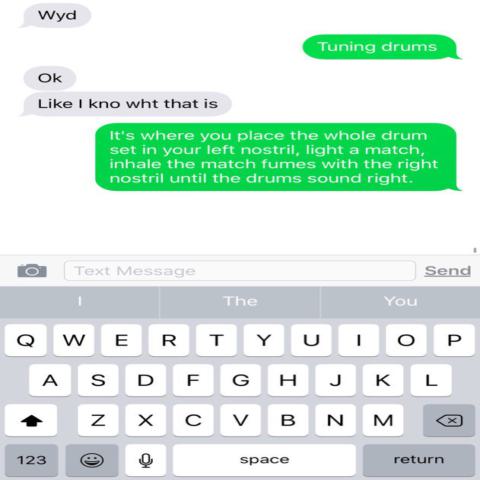 Wyd
Tuning drums
Ok
Like I kno wht that is
It's where you place the whole drum
set in your left nostril, light a match,
inhale the match fumes with the right
nostril until the drums sound right.
Text Message
Send
I
The
You
Q W E R T Y U I O P
A S D F G H J K L
Z X C V B N M
123
space
return